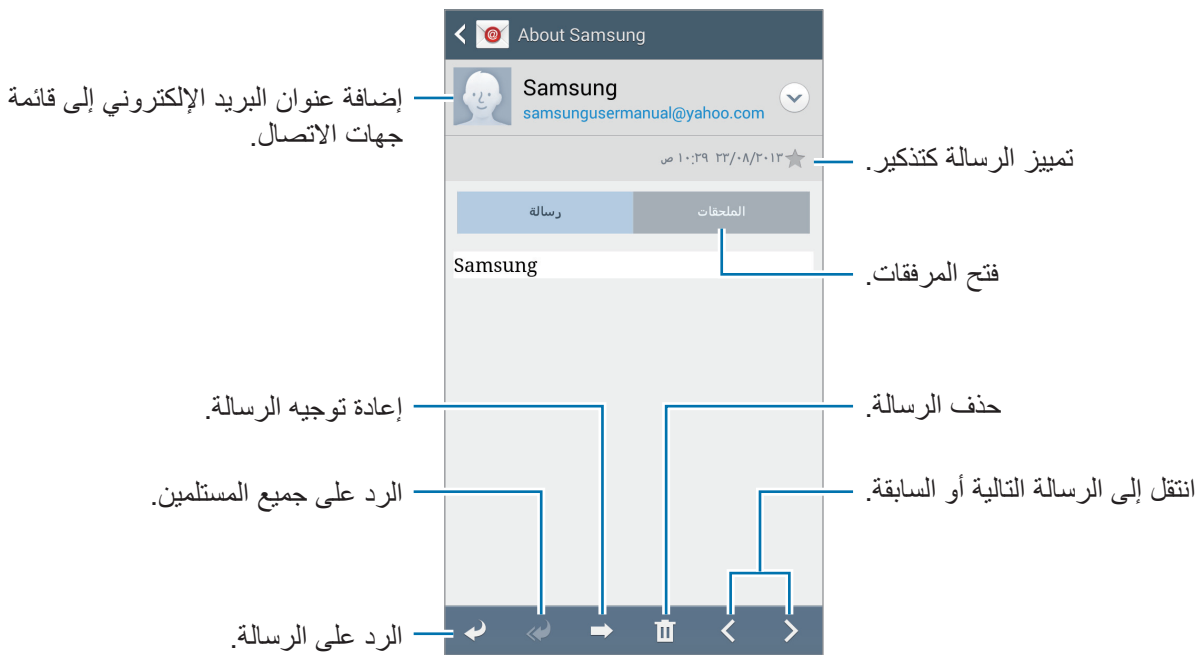 About Samsung
Samsung
samsungusermanual@yahoo.com
إضافة عنوان البريد الإلكتروني إلى قائمة
جهات الاتصال.
٢٣/٠٨/٢٠١٣ ١٠:٢٩ ص
تمييز الرسالة كتذكير.
الملحقات
رسالة
Samsung
فتح المرفقات.
حذف الرسالة.
إعادة توجيه الرسالة.
انتقل إلى الرسالة التالية أو السابقة.
الرد على جميع المستلمين.
الرد على الرسالة.